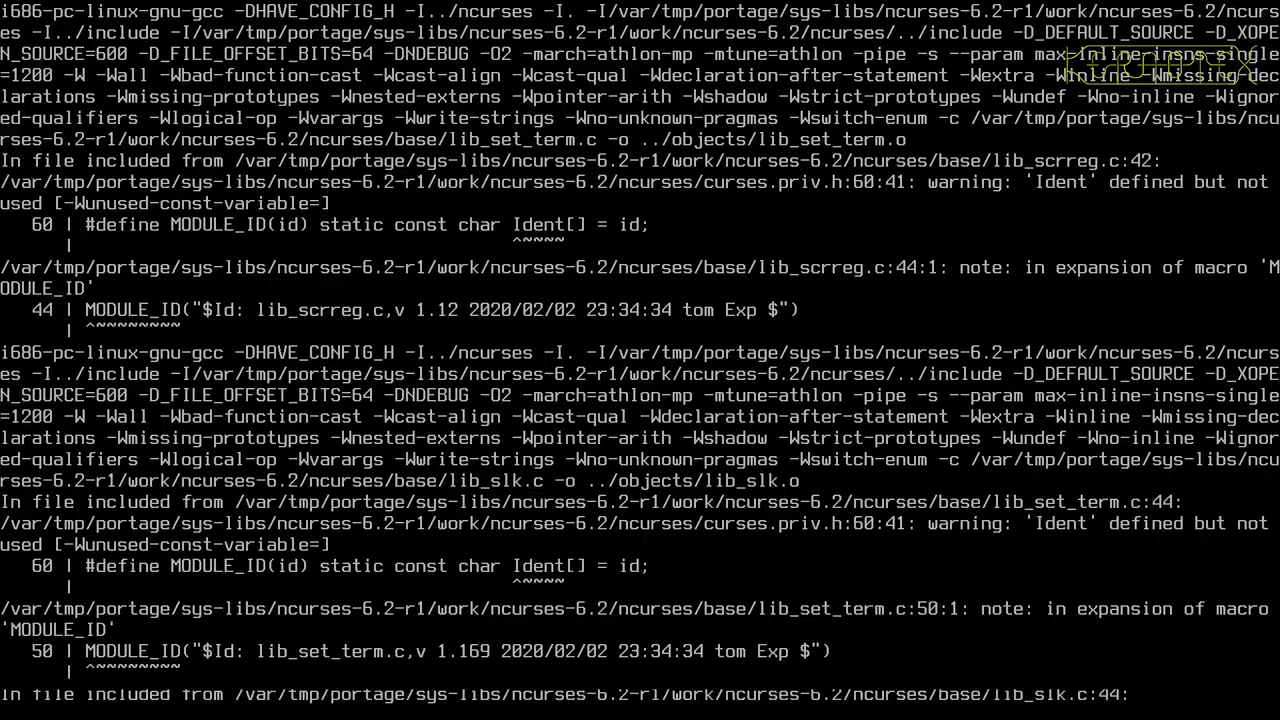 i686-pc-linux-gnu-gcc -DHAVE_CONFIG_H -I../ncurses -I. -I/var/tmp/portage/sys-libs/ncurses-6.2-r1/work/ncurses-6.2/ncurs
es -I../include -I/var/tmp/portage/sys-libs/ncurses-6.2-r1/work/ncurses-6.2/ncurses/../include -D_DEFAULT_SOURCE -D_XOPE
N_SOURCE=600 -D_FILE_OFFSET_BITS=64 -DNDEBUG -O2 -march=athlon-mp -mtune=athlon -pipe -s --param max-inline-insns-single
=1200 -W -Wall -Wbad-function-cast -Wcast-align -Wcast-qual -Wdeclaration-after-statement -Wextra -Winline -Wmissing-dec
larations -Wmissing-prototypes -Wnested-externs -Wpointer-arith -Wshadow -Wstrict-prototypes -Wundef -Wno-inline -Wignor
ed-qualifiers -Wlogical-op -Wvarargs -Wwrite-strings -Wno-unknown-pragmas -Wswitch-enum -c /var/tmp/portage/sys-libs/ncu
rses-6.2-r1/work/ncurses-6.2/ncurses/base/lib_set_term.c -o ../objects/lib_set_term.o
In file included from /var/tmp/portage/sys-libs/ncurses-6.2-r1/work/ncurses-6.2/ncurses/base/lib_scrreg.c:42:
/var/tmp/portage/sys-libs/ncurses-6.2-r1/work/ncurses-6.2/ncurses/curses.priv.h:60:41: warning: 'Ident' defined but not
used [-Wunused-const-variable=]
   60 | #define MODULE_ID(id) static const char Ident[] = id;
      |                                         ^~~~~
/var/tmp/portage/sys-libs/ncurses-6.2-r1/work/ncurses-6.2/ncurses/base/lib_scrreg.c:44:1: note: in expansion of macro 'M
ODULE_ID'
   44 | MODULE_ID("$Id: lib_scrreg.c,v 1.12 2020/02/02 23:34:34 tom Exp $")
      | ^~~~~~~~~
i686-pc-linux-gnu-gcc -DHAVE_CONFIG_H -I../ncurses -I. -I/var/tmp/portage/sys-libs/ncurses-6.2-r1/work/ncurses-6.2/ncurs
es -I../include -I/var/tmp/portage/sys-libs/ncurses-6.2-r1/work/ncurses-6.2/ncurses/../include -D_DEFAULT_SOURCE -D_XOPE
N_SOURCE=600 -D_FILE_OFFSET_BITS=64 -DNDEBUG -O2 -march=athlon-mp -mtune=athlon -pipe -s --param max-inline-insns-single
=1200 -W -Wall -Wbad-function-cast -Wcast-align -Wcast-qual -Wdeclaration-after-statement -Wextra -Winline -Wmissing-dec
larations -Wmissing-prototypes -Wnested-externs -Wpointer-arith -Wshadow -Wstrict-prototypes -Wundef -Wno-inline -Wignor
ed-qualifiers -Wlogical-op -Wvarargs -Wwrite-strings -Wno-unknown-pragmas -Wswitch-enum -c /var/tmp/portage/sys-libs/ncu
rses-6.2-r1/work/ncurses-6.2/ncurses/base/lib_slk.c -o ../objects/lib_slk.o
In file included from /var/tmp/portage/sys-libs/ncurses-6.2-r1/work/ncurses-6.2/ncurses/base/lib_set_term.c:44:
/var/tmp/portage/sys-libs/ncurses-6.2-r1/work/ncurses-6.2/ncurses/curses.priv.h:60:41: warning: 'Ident' defined but not
used [-Wunused-const-variable=]
   60 | #define MODULE_ID(id) static const char Ident[] = id;
      |                                         ^~~~~
/var/tmp/portage/sys-libs/ncurses-6.2-r1/work/ncurses-6.2/ncurses/base/lib_set_term.c:50:1: note: in expansion of macro
'MODULE_ID'
   50 | MODULE_ID("$Id: lib_set_term.c,v 1.169 2020/02/02 23:34:34 tom Exp $")
      | ^~~~~~~~~
In file included from /var/tmp/portage/sys-libs/ncurses-6.2-r1/work/ncurses-6.2/ncurses/base/lib_slk.c:44: